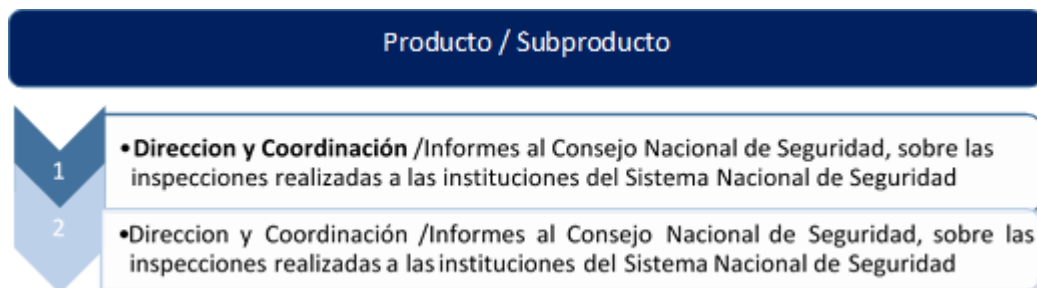 Producto / Subproducto
1
•Direccion y Coordinación /Informes al Consejo Nacional de Seguridad, sobre las
inspecciones realizadas a las instituciones del Sistema Nacional de Seguridad
2
•Direccion y Coordinación /Informes al Consejo Nacional de Seguridad, sobre las
inspecciones realizadas a las instituciones del Sistema Nacional de Seguridad